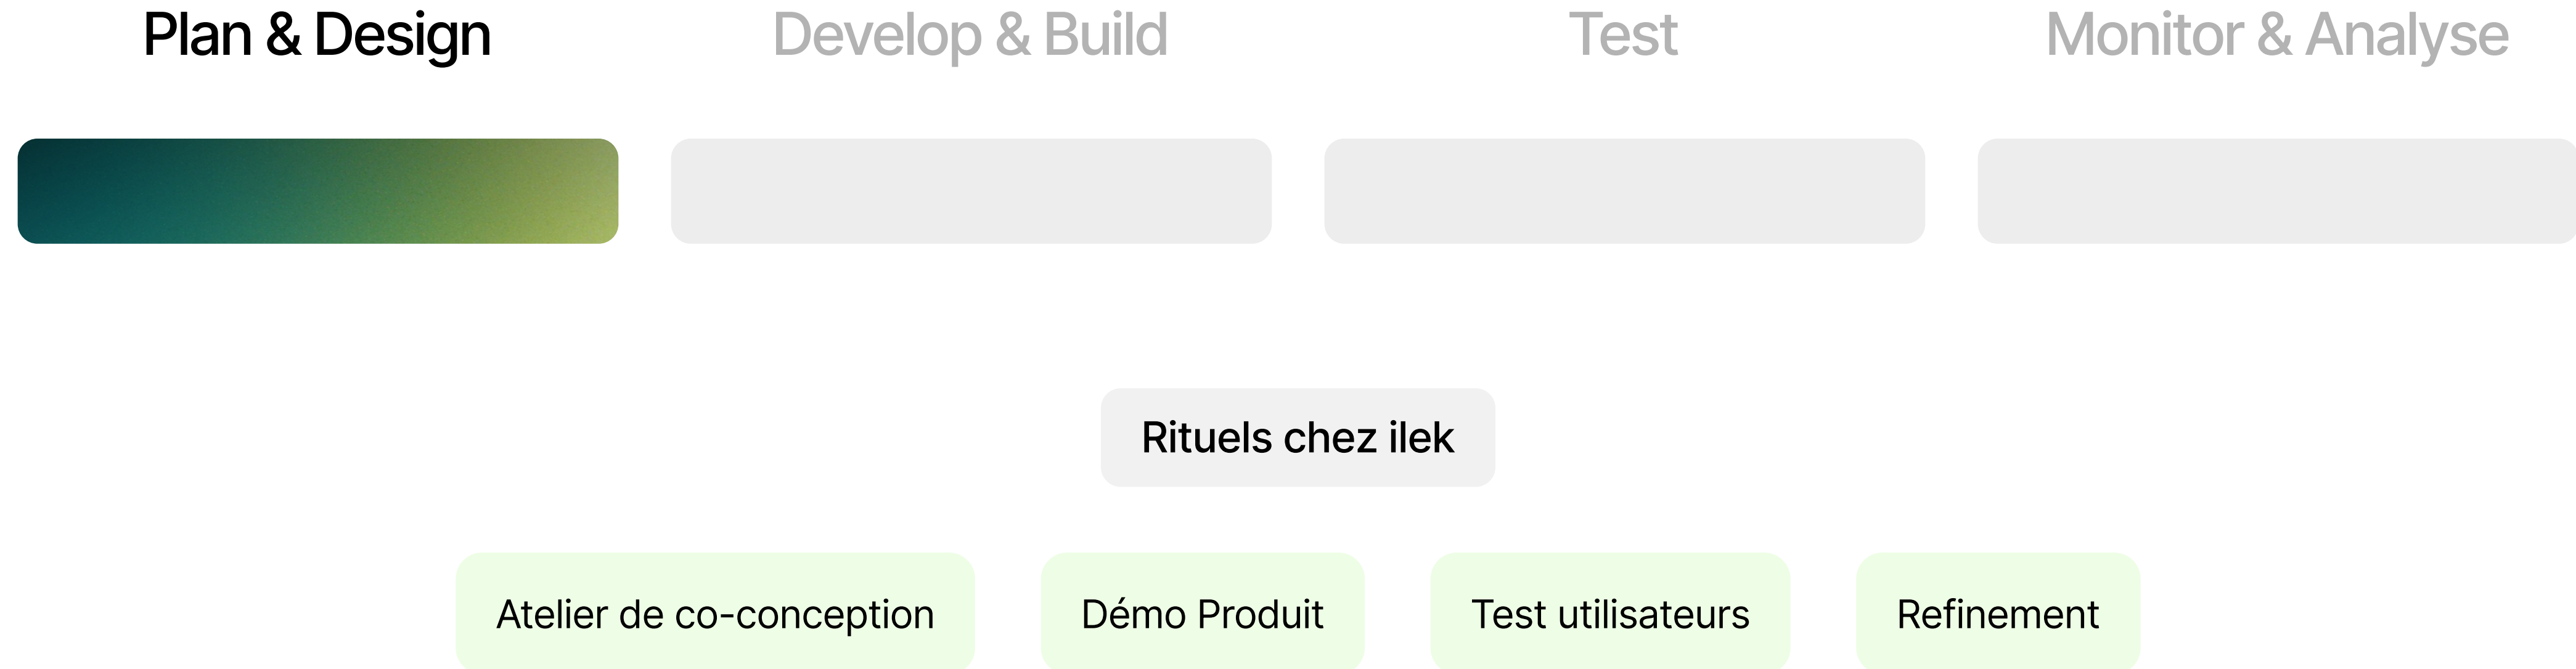 Plan & Design
Develop & Build
Test
Monitor & Analyse
Rituels chez ilek
Atelier de co-conception
Démo Produit
Test utilisateurs
Refinement